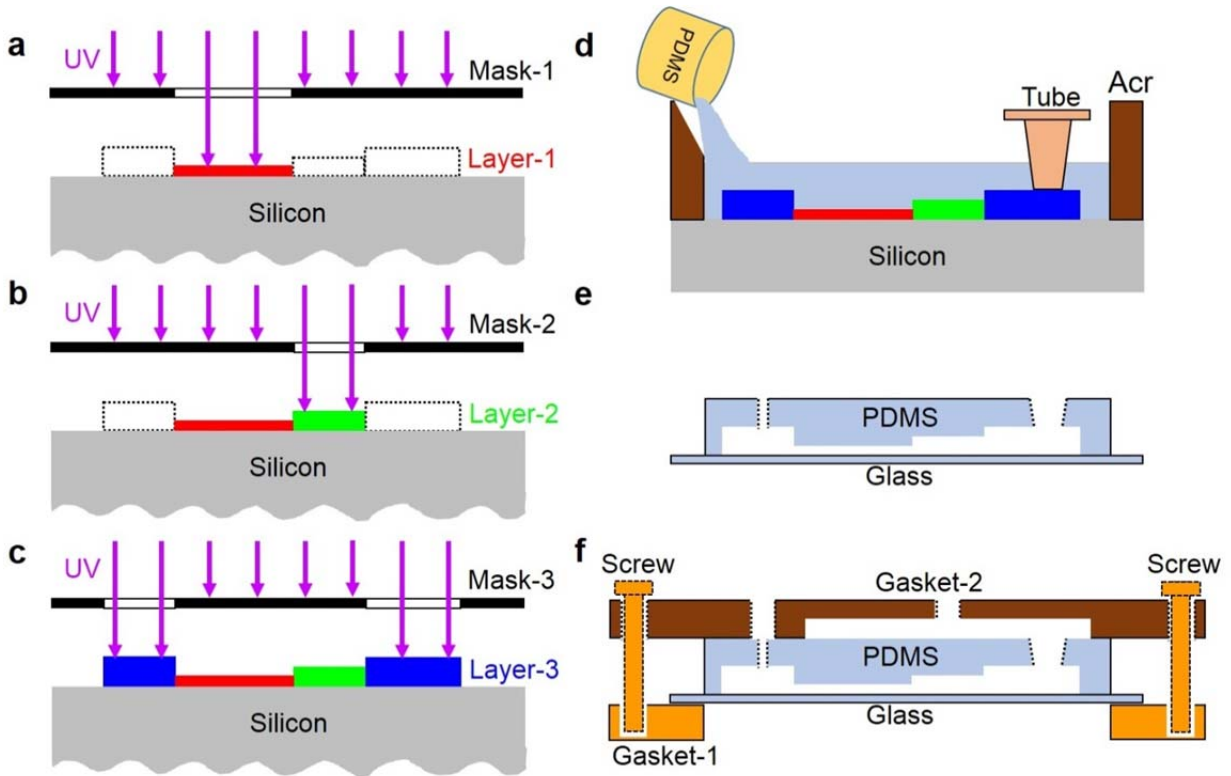 a
UV
Mask-1
Layer-1
Silicon
b
UV
Mask-2
Layer-2
Silicon
c
UV
Mask-3
Layer-3
Silicon
d
PDMS
Tube
Acr
Silicon
e
PDMS
Glass
f
Screw
Gasket-2
Screw
PDMS
Glass
Gasket-1